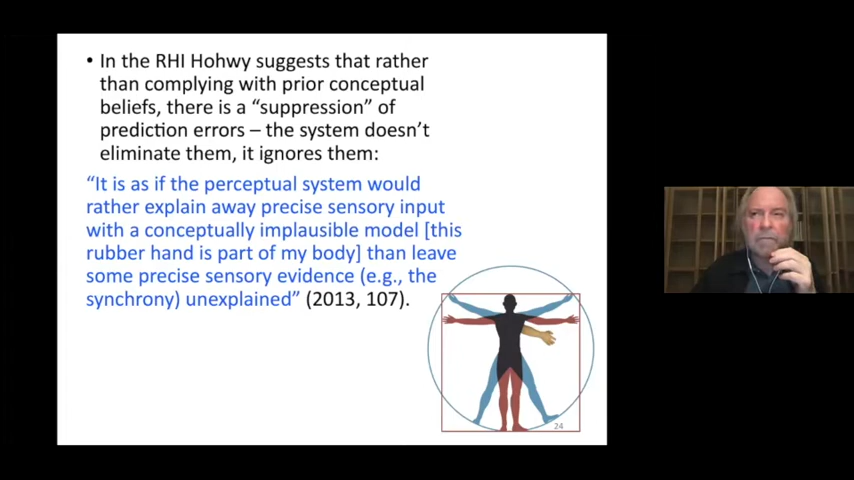 • In the RHI Hohwy suggests that rather
than complying with prior conceptual
beliefs, there is a “suppression” of
prediction errors – the system doesn’t
eliminate them, it ignores them:
“It is as if the perceptual system would
rather explain away precise sensory input
with a conceptually implausible model [this
rubber hand is part of my body] than leave
some precise sensory evidence (e.g., the
synchrony) unexplained” (2013, 107).
24